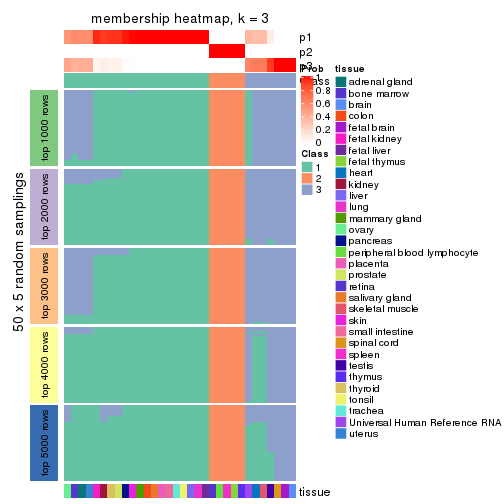 membership heatmap, k = 3
p1
p2
p3
Class
50 x 5 random samplings
top 1000 rows
top 2000 rows
top 3000 rows
top 4000 rows
top 5000 rows
tissue
Prob
1
0.8
0.6
0.4
0.2
0
Class
1
2
3
tissue
adrenal gland
bone marrow
brain
colon
fetal brain
fetal kidney
fetal liver
fetal thymus
heart
kidney
liver
lung
mammary gland
ovary
pancreas
peripheral blood lymphocyte
placenta
prostate
retina
salivary gland
skeletal muscle
skin
small intestine
spinal cord
spleen
testis
thymus
thyroid
tonsil
trachea
Universal Human Reference RNA
uterus